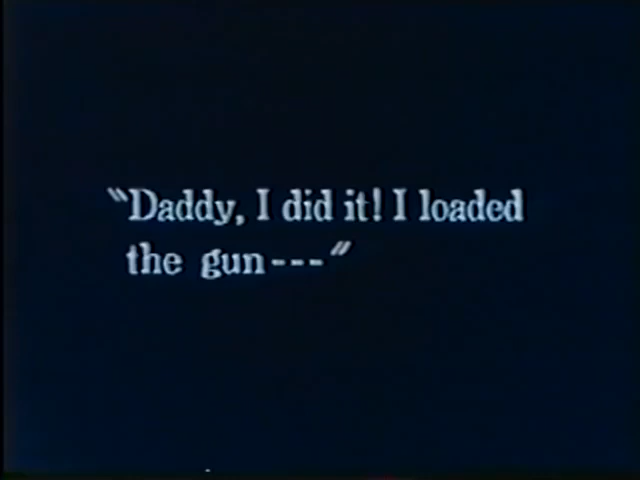 "Daddy, I did it! I loaded
the gun---"